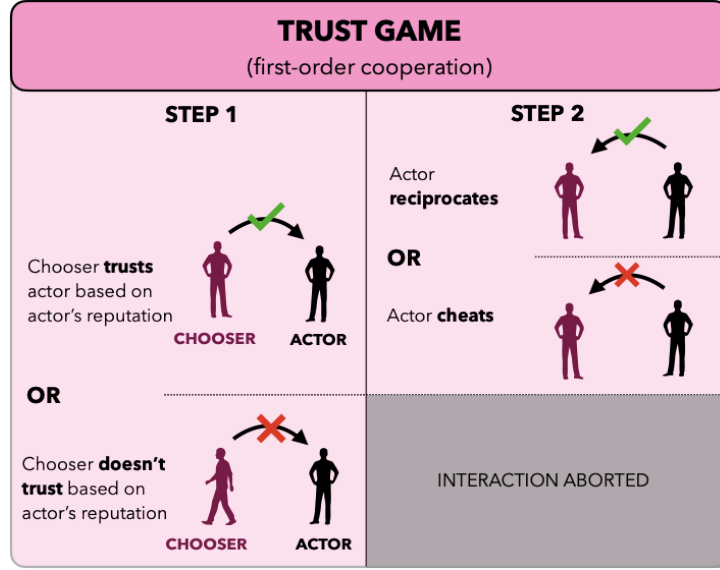 TRUST GAME
(first-order cooperation)
STEP 1
Chooser trusts
actor based on
actor's reputation
CHOOSER
ACTOR
OR
Chooser doesn't
trust based on
actor's reputation
CHOOSER
ACTOR
STEP 2
Actor
reciprocates
OR
Actor cheats
INTERACTION ABORTED